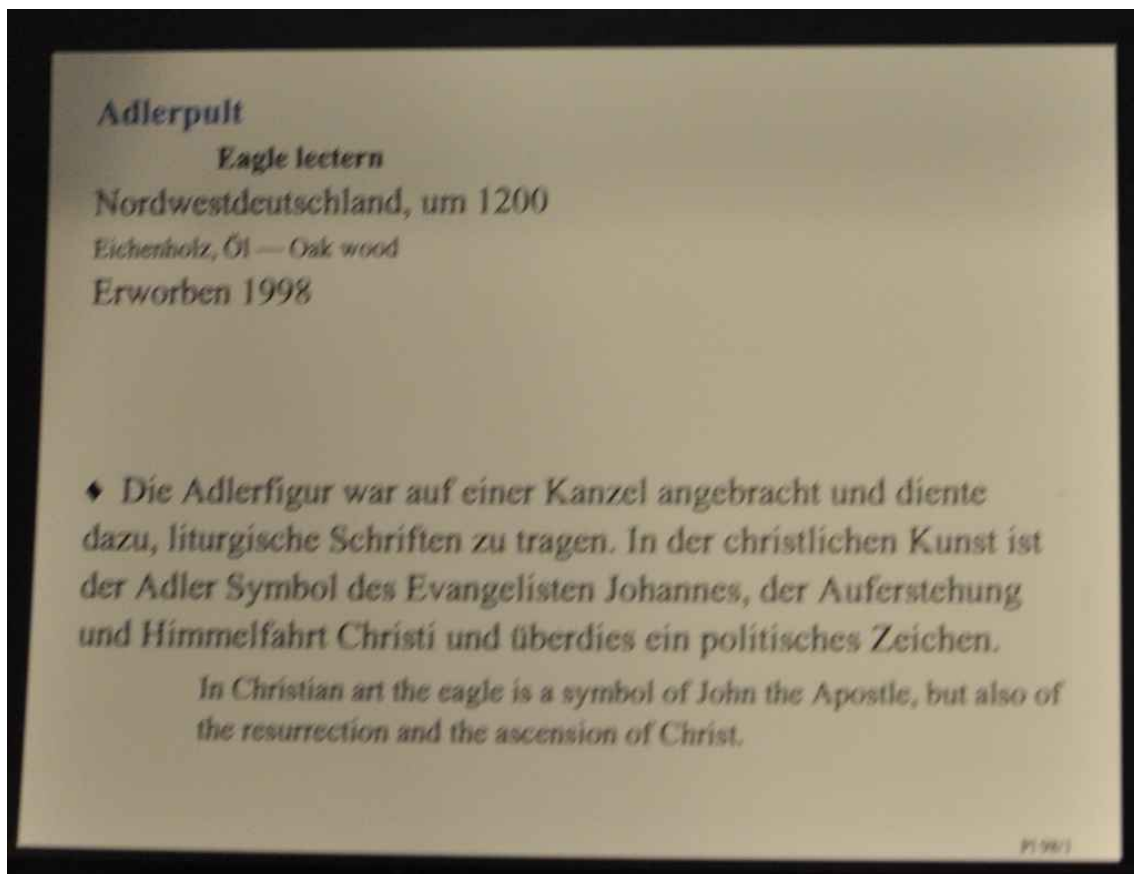 Adlerpult
Eagle lectern
Nordwestdeutschland, um 1200
Eichenholz, Öl — Oak wood
Erworben 1998
♦ Die Adlerfigur war auf einer Kanzel angebracht und diente
dazu, liturgische Schriften zu tragen. In der christlichen Kunst ist
der Adler Symbol des Evangelisten Johannes, der Auferstehung
und Himmelfahrt Christi und überdies ein politisches Zeichen.
In Christian art the eagle is a symbol of John the Apostle, but also of
the resurrection and the ascension of Christ.